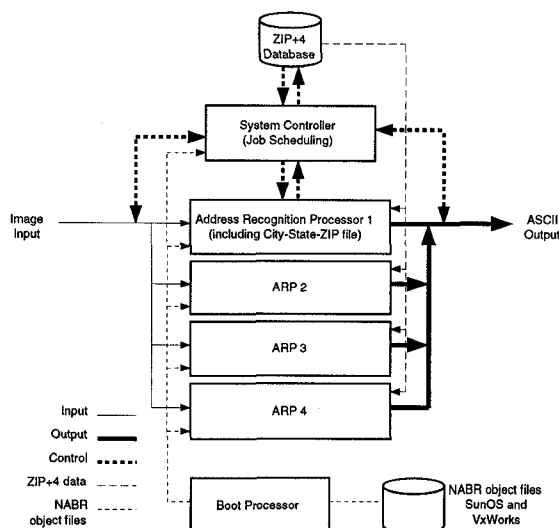 ZIP+4
Database
System Controller
(Job Scheduling)
Image
Input
Address Recognition Processor 1
(including City-State-ZIP file)
ASCII
Output
ARP 2
ARP 3
ARP 4
Input
Output
Control
ZIP+4 data
NABR
object files
Boot Processor
NABR object files
SunOS and
VxWorks